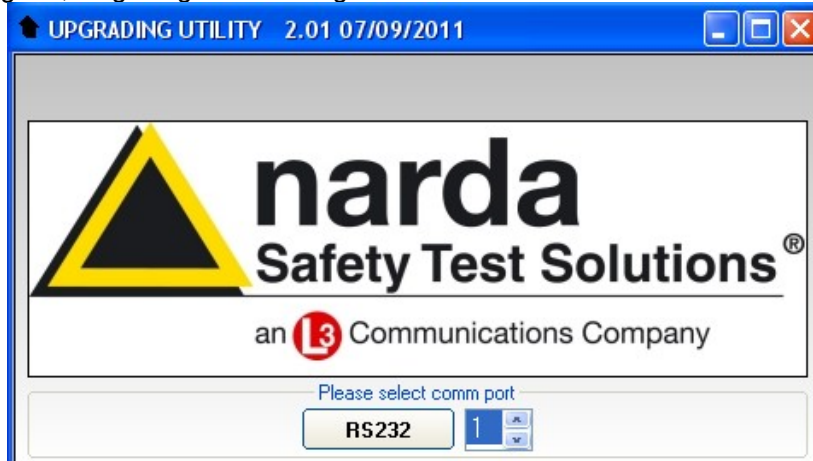 UPGRADING UTILITY 2.01 07/09/2011
narda
Safety Test Solutions®
an L3 Communications Company
Please select comm port
RS232 1